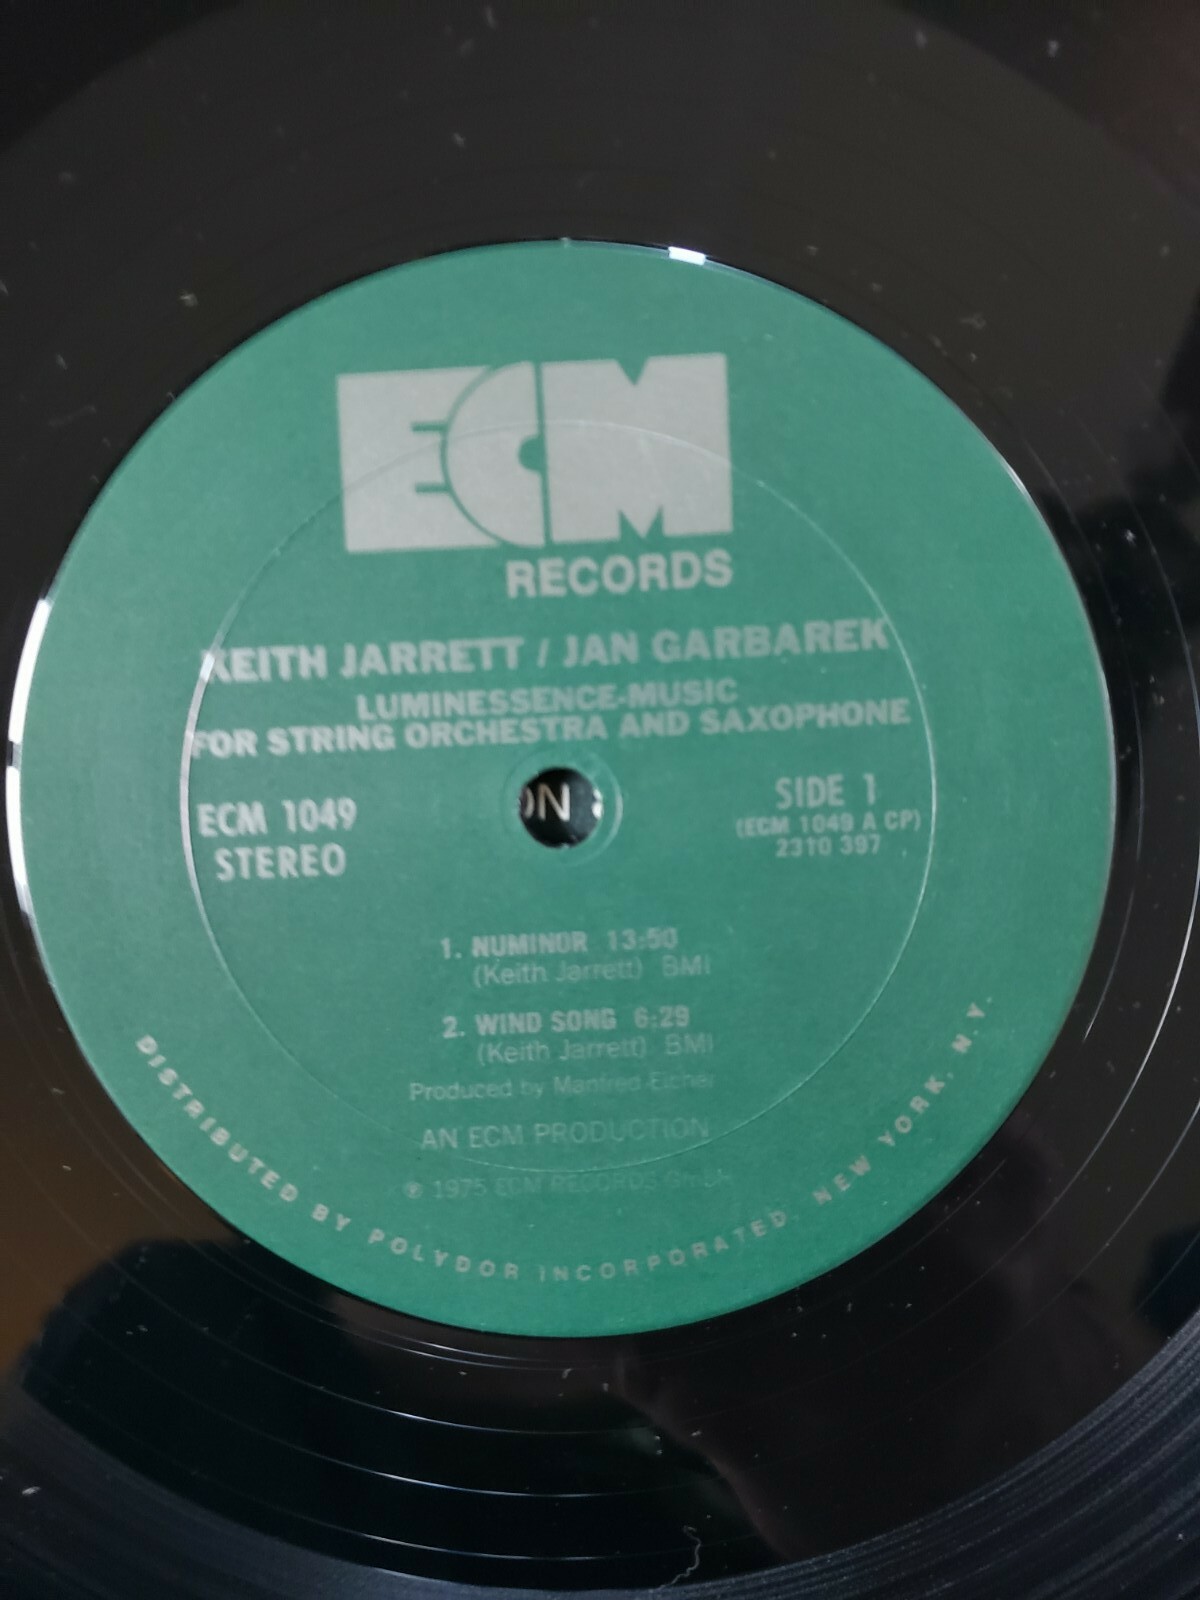 ECM
RECORDS
KEITH JARRETT / JAN GARBAREK
LUMINESSENCE-MUSIC
FOR STRING ORCHESTRA AND SAXOPHONE
ECM 1049
STEREO
ON
SIDE 1
(ECM 1049 A CP)
2310 397
1. NUMINOR 13:50
(Keith Jarrett) BMI
2. WIND SONG 6:29
(Keith Jarrett) BMI
Produced by Manfred Eicher
AN ECM PRODUCTION
℗ 1975 ECM RECORDS GmbH
DISTRIBUTED BY POLYDOR INCORPORATED, NEW YORK, N.Y.